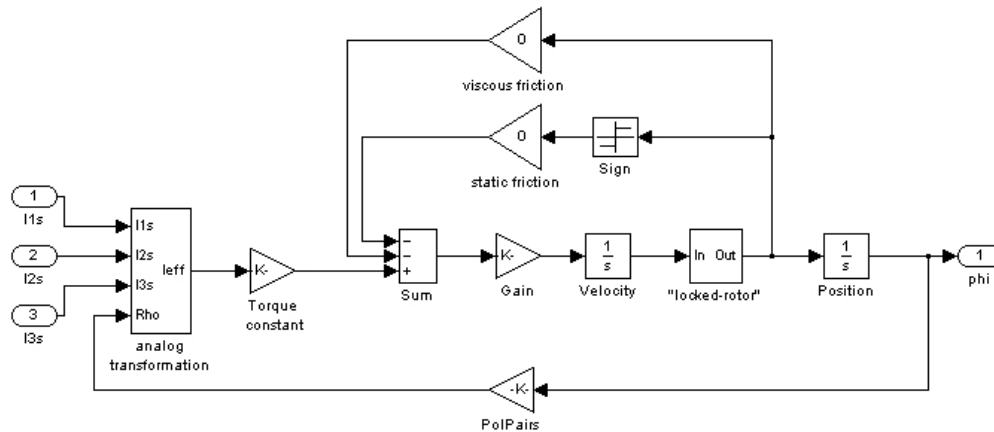 0
viscous friction
0
static friction
Sign
1
I1s
2
I2s
3
I3s
I1s
I2s
I3s
Rho
Ieff
analog
transformation
K-
Torque
constant
−
−
+
Sum
K-
Gain
1
s
Velocity
In Out
"locked-rotor"
1
s
Position
1
phi
-K-
PolPairs